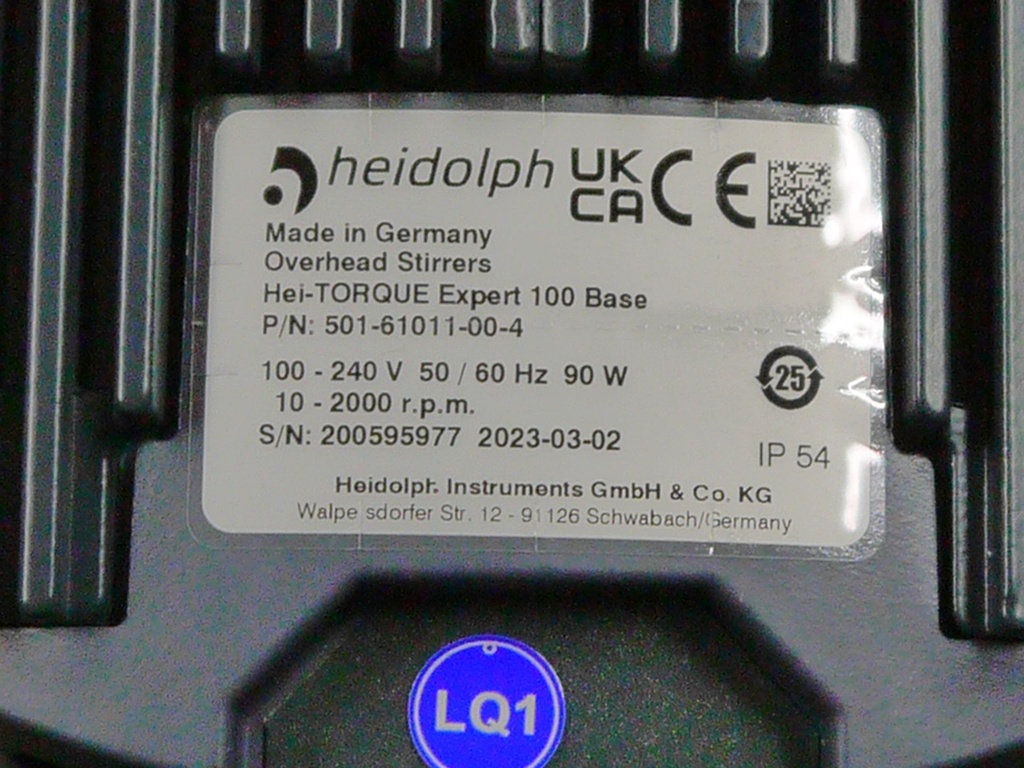 heidolph UK CA CE
Made in Germany
Overhead Stirrers
Hei-TORQUE Expert 100 Base
P/N: 501-61011-00-4
100 - 240 V 50 / 60 Hz 90 W
10 - 2000 r.p.m.
25
S/N: 200595977 2023-03-02
IP 54
Heidolph Instruments GmbH & Co. KG
Walpersdorfer Str. 12 - 91126 Schwabach/Germany
LQ1